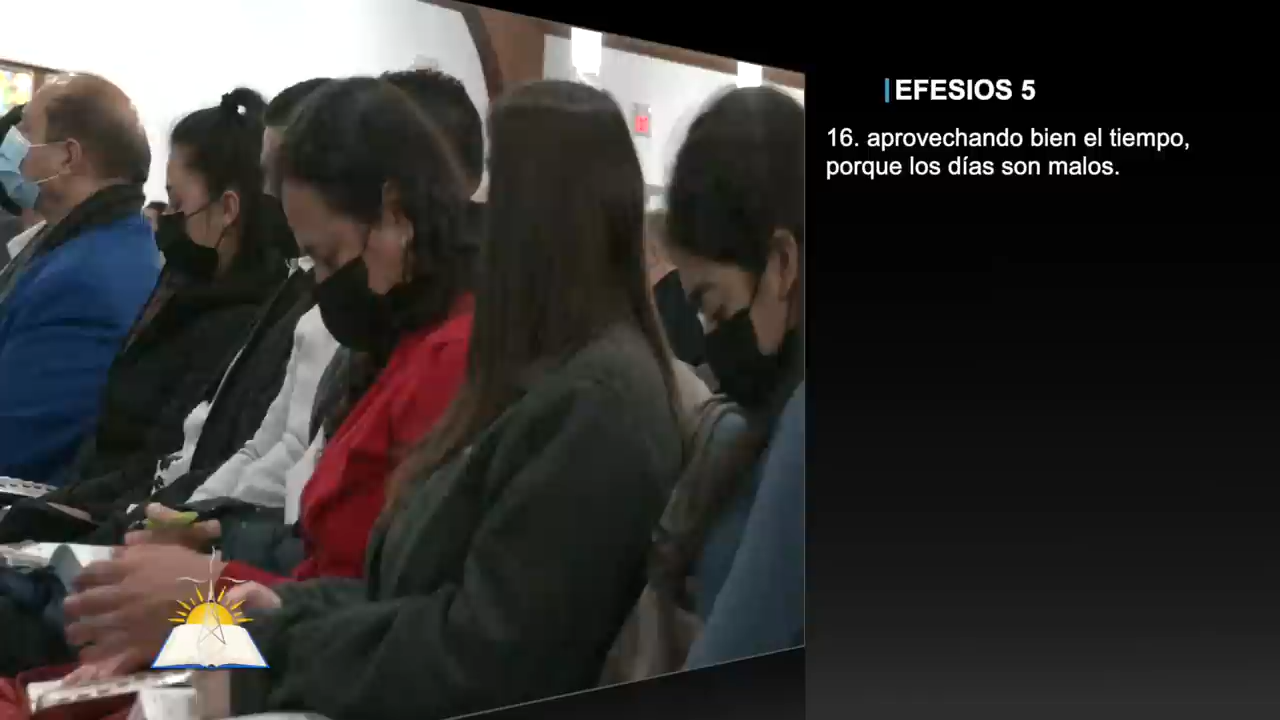 EFESIOS 5
16. aprovechando bien el tiempo,
porque los días son malos.